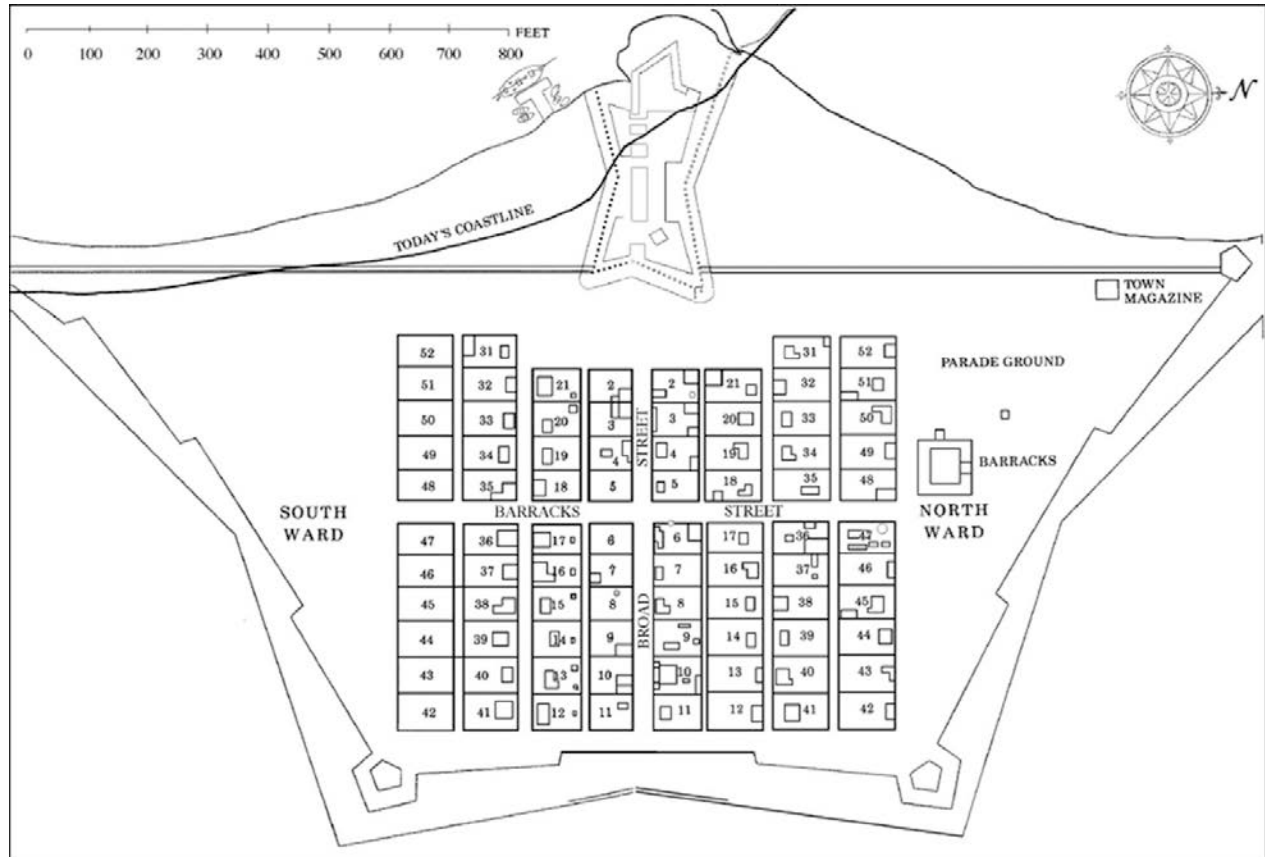 FEET
0 100 200 300 400 500 600 700 800
N
TODAY'S COASTLINE
TOWN
MAGAZINE
PARADE GROUND
52 31 31 52
51 32 21 2 2 21 32 51
50 33 20 3 3 20 33 50
49 34 19 4 4 19 34 49
48 35 18 5 5 18 35 48
STREET
BARRACKS
SOUTH
WARD
BARRACKS STREET
NORTH
WARD
47 36 17 6 6 17 36 47
46 37 16 7 7 16 37 46
45 38 15 8 8 15 38 45
44 39 14 9 9 14 39 44
43 40 13 10 10 13 40 43
42 41 12 11 11 12 41 42
BROAD